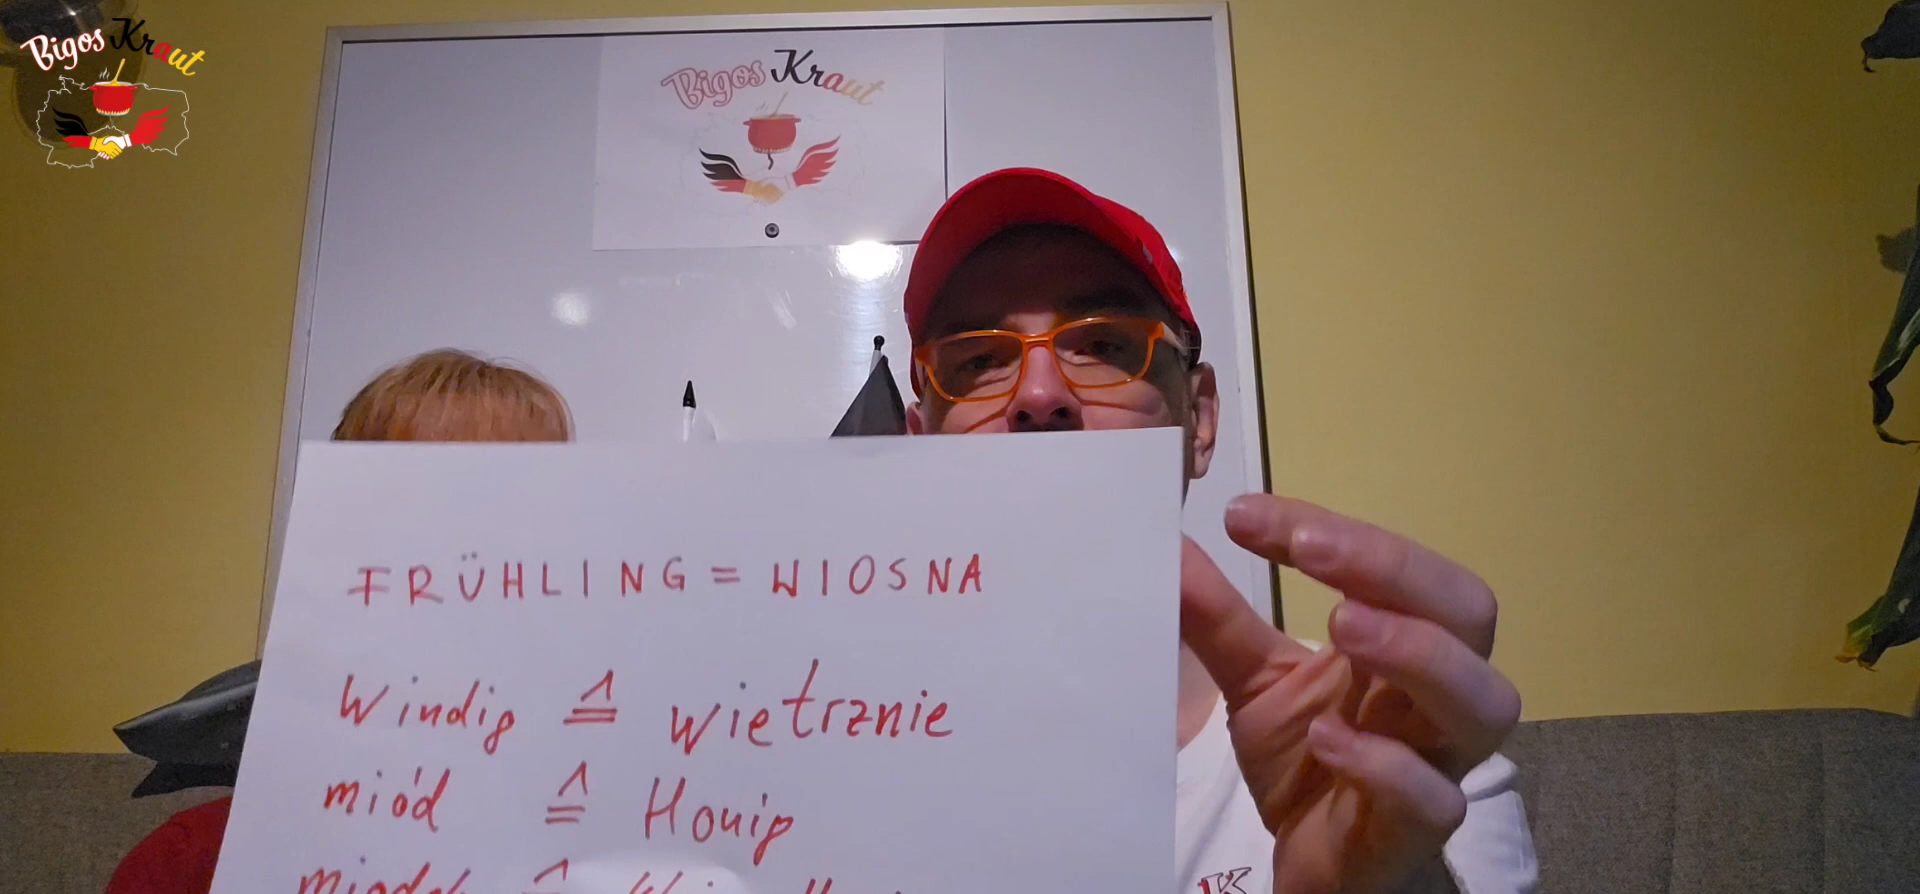 Bigos Kraut
Bigos Kraut
FRÜHLING = WIOSNA
Windig ≙ wietrznie
miód ≙ Honig
K